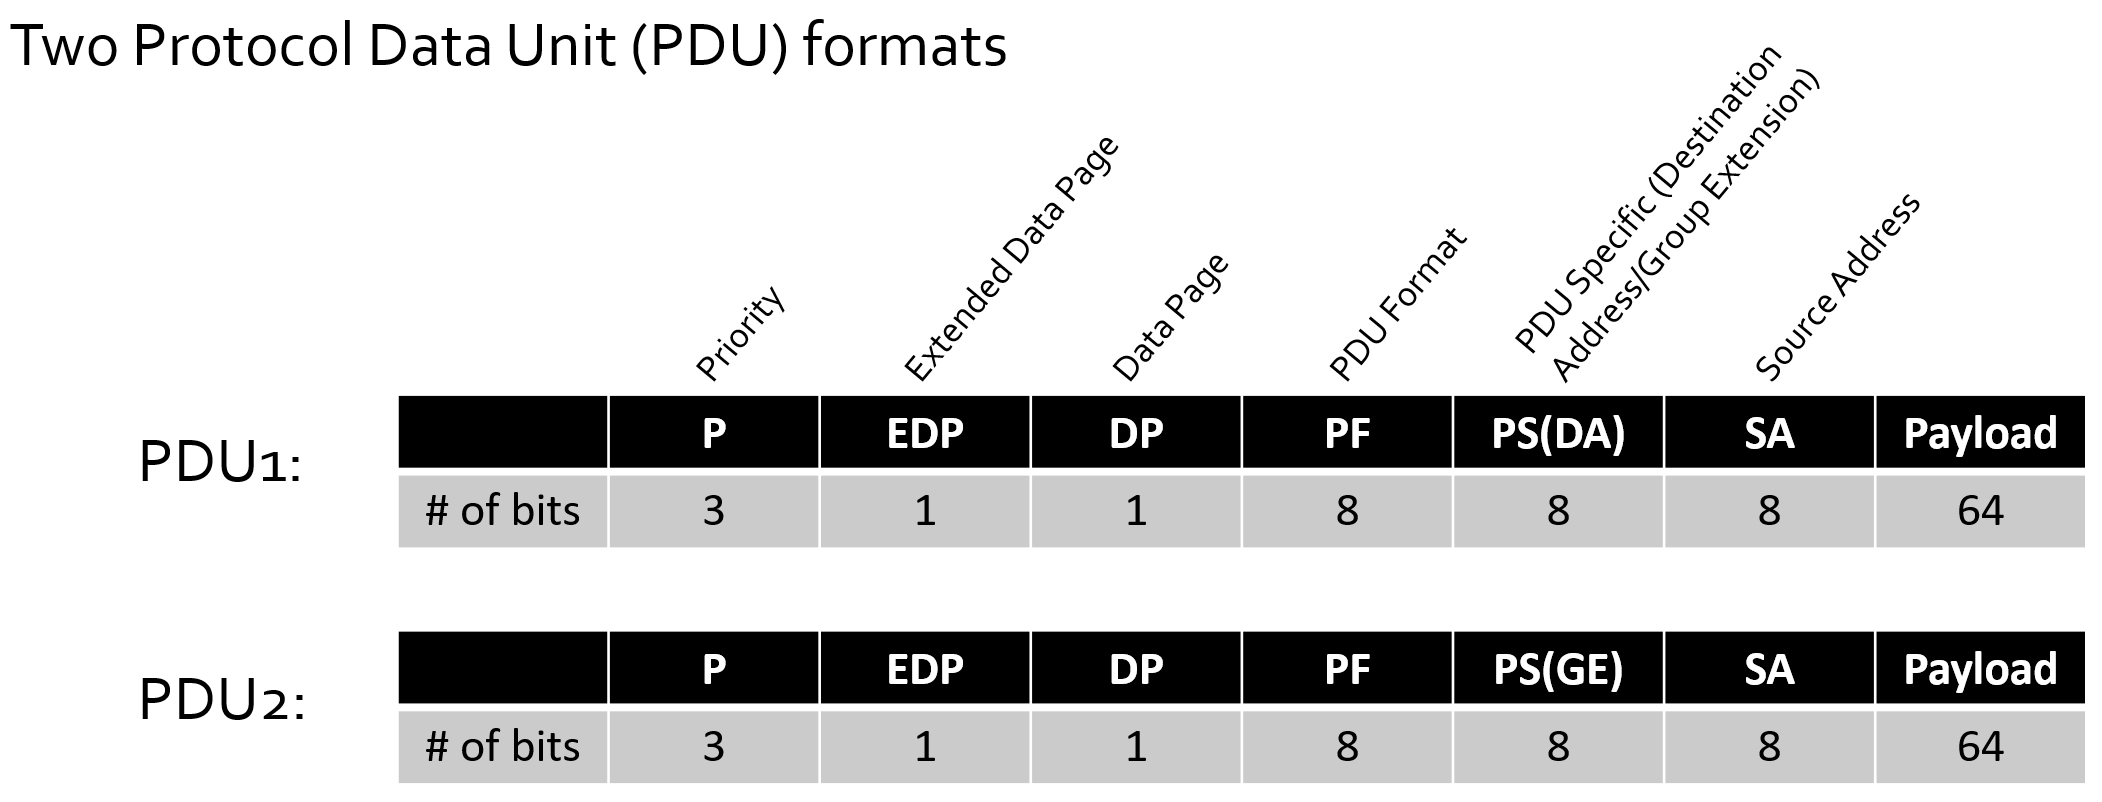 Two Protocol Data Unit (PDU) formats
Priority
Extended Data Page
Data Page
PDU Format
PDU Specific (Destination
Address/Group Extension)
Source Address
PDU1:
P EDP DP PF PS(DA) SA Payload
# of bits 3 1 1 8 8 8 64
PDU2:
P EDP DP PF PS(GE) SA Payload
# of bits 3 1 1 8 8 8 64